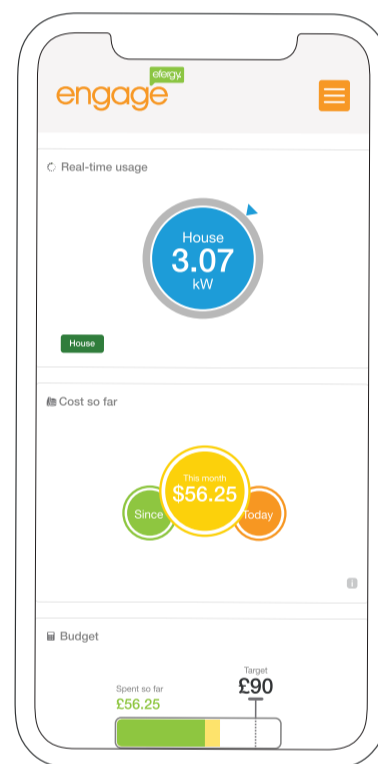 efergy
engage
Real-time usage
House
3.07
kW
House
Cost so far
This month
$56.25
Since
Today
i
Budget
Target
£90
Spent so far
£56.25